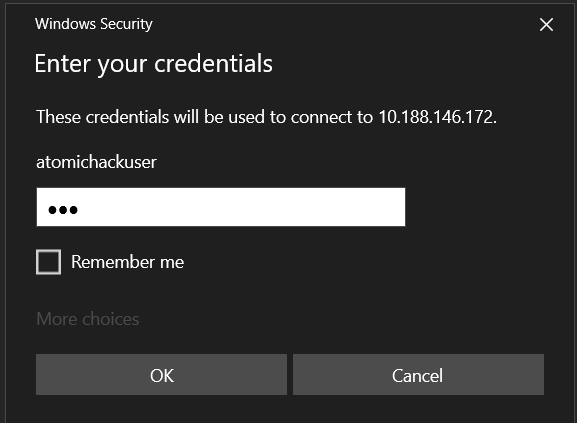 Windows Security
Enter your credentials
These credentials will be used to connect to 10.188.146.172.
atomichackuser
●●●
Remember me
More choices
OK
Cancel